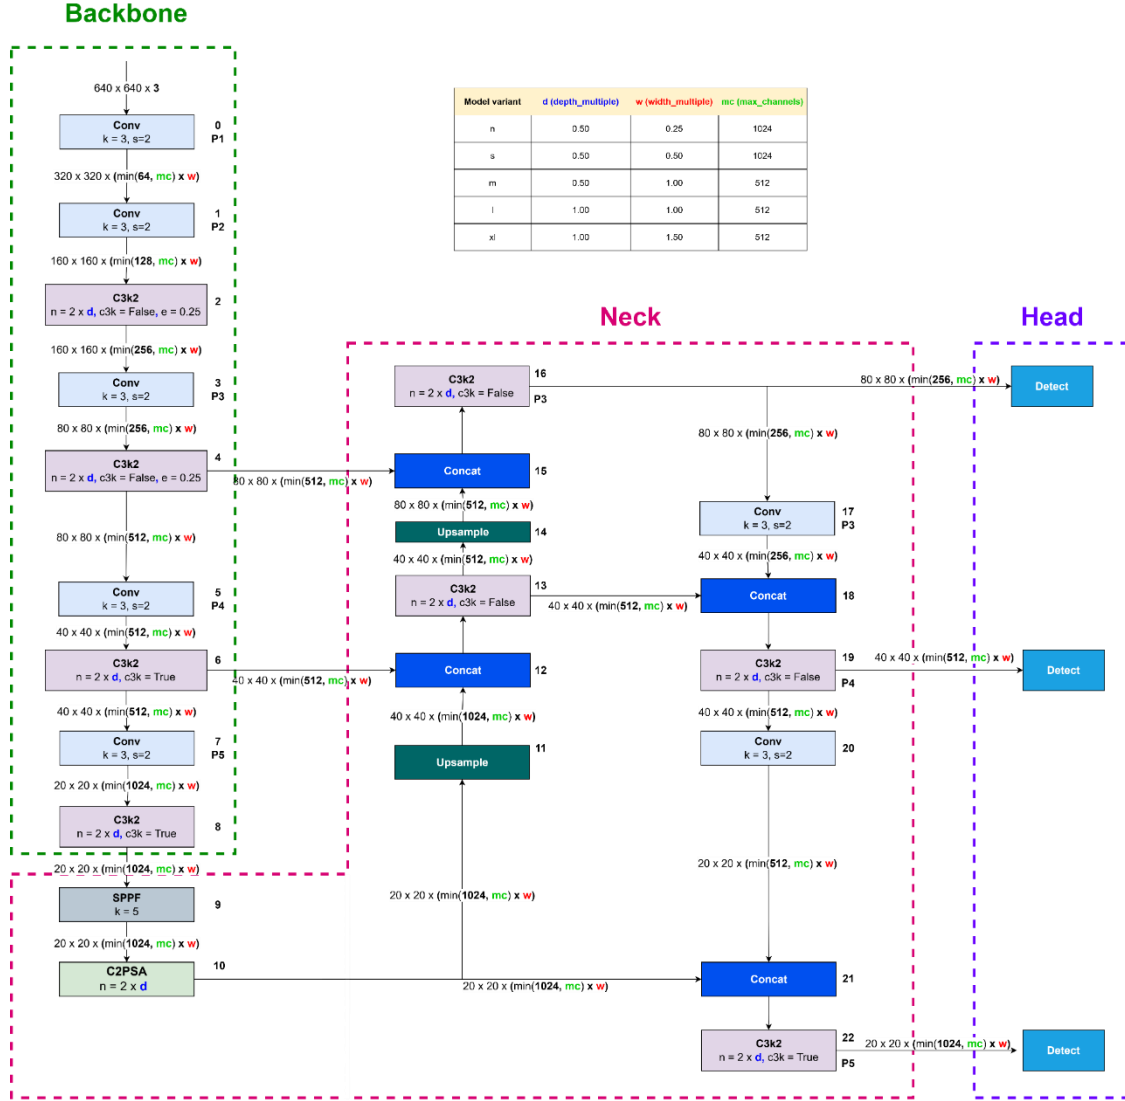 Backbone
640 x 640 x 3
Conv
k = 3, s=2
0
P1
320 x 320 x (min(64, mc) x w)
Conv
k = 3, s=2
1
P2
160 x 160 x (min(128, mc) x w)
C3k2
n = 2 x d, c3k = False, e = 0.25
2
160 x 160 x (min(256, mc) x w)
Conv
k = 3, s=2
3
P3
80 x 80 x (min(256, mc) x w)
C3k2
n = 2 x d, c3k = False, e = 0.25
4
80 x 80 x (min(512, mc) x w)
80 x 80 x (min(512, mc) x w)
Conv
k = 3, s=2
5
P4
40 x 40 x (min(512, mc) x w)
C3k2
n = 2 x d, c3k = True
6
40 x 40 x (min(512, mc) x w)
40 x 40 x (min(512, mc) x w)
Conv
k = 3, s=2
7
P5
20 x 20 x (min(1024, mc) x w)
C3k2
n = 2 x d, c3k = True
8
20 x 20 x (min(1024, mc) x w)
SPPF
k = 5
9
20 x 20 x (min(1024, mc) x w)
C2PSA
n = 2 x d
10
Model variant d (depth_multiple) w (width_multiple) mc (max_channels)
n 0.50 0.25 1024
s 0.50 0.50 1024
m 0.50 1.00 512
l 1.00 1.00 512
xl 1.00 1.50 512
Neck
C3k2
n = 2 x d, c3k = False
16
P3
Concat
15
80 x 80 x (min(512, mc) x w)
Upsample
14
40 x 40 x (min(512, mc) x w)
C3k2
n = 2 x d, c3k = False
13
40 x 40 x (min(512, mc) x w)
Concat
12
40 x 40 x (min(1024, mc) x w)
Upsample
11
20 x 20 x (min(1024, mc) x w)
20 x 20 x (min(1024, mc) x w)
80 x 80 x (min(256, mc) x w)
80 x 80 x (min(256, mc) x w)
Conv
k = 3, s=2
17
P3
40 x 40 x (min(256, mc) x w)
Concat
18
C3k2
n = 2 x d, c3k = False
19
P4
40 x 40 x (min(512, mc) x w)
40 x 40 x (min(512, mc) x w)
Conv
k = 3, s=2
20
20 x 20 x (min(512, mc) x w)
Concat
21
C3k2
n = 2 x d, c3k = True
22
P5
20 x 20 x (min(1024, mc) x w)
Head
Detect
Detect
Detect